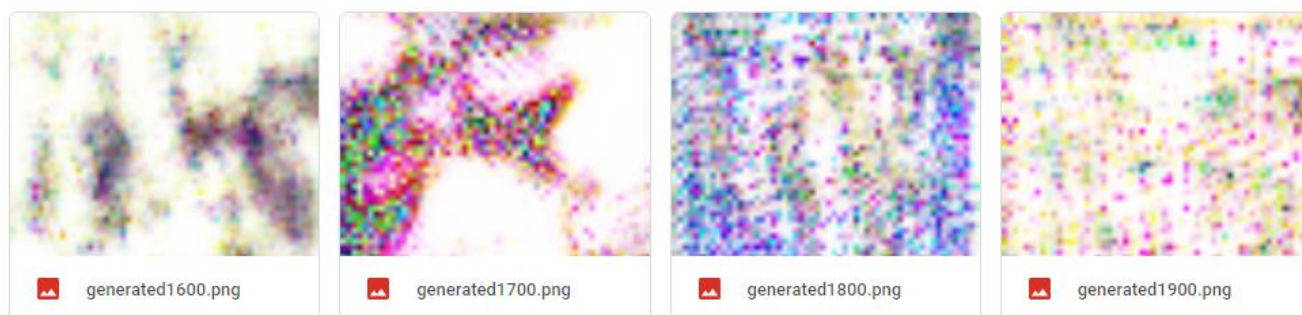 generated1600.png
generated1700.png
generated1800.png
generated1900.png